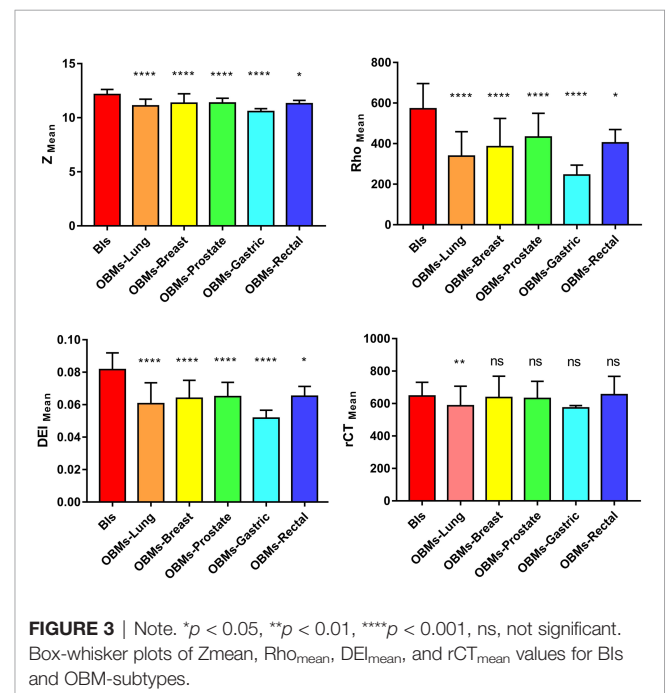 15
10
5
0
Z Mean
**** **** **** **** *
BIs
OBMs-Lung
OBMs-Breast
OBMs-Prostate
OBMs-Gastric
OBMs-Rectal
800
600
400
200
0
Rho Mean
**** **** **** **** *
BIs
OBMs-Lung
OBMs-Breast
OBMs-Prostate
OBMs-Gastric
OBMs-Rectal
0.10
0.08
0.06
0.04
0.02
0.00
DEI Mean
**** **** **** **** *
BIs
OBMs-Lung
OBMs-Breast
OBMs-Prostate
OBMs-Gastric
OBMs-Rectal
1000
800
600
400
200
0
rCT Mean
** ns ns ns ns
BIs
OBMs-Lung
OBMs-Breast
OBMs-Prostate
OBMs-Gastric
OBMs-Rectal
FIGURE 3 | Note. *p < 0.05, **p < 0.01, ****p < 0.001, ns, not significant.
Box-whisker plots of Zmean, Rhomean, DEImean, and rCTmean values for BIs
and OBM-subtypes.